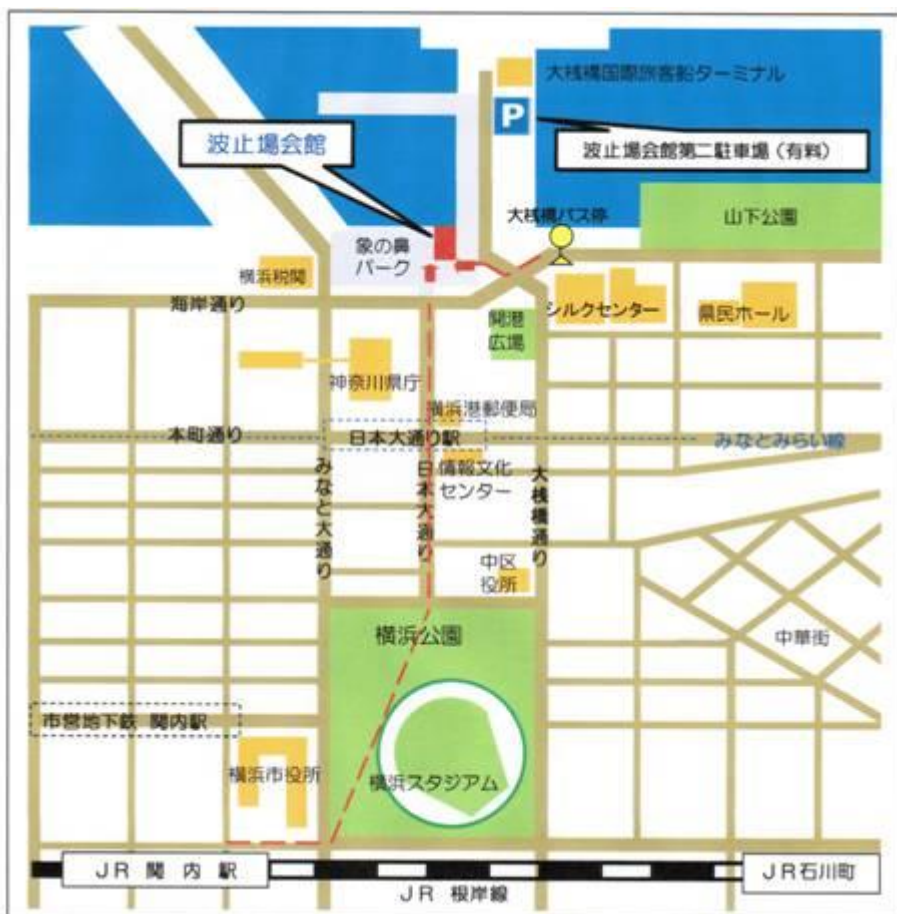 大桟橋国際旅客船ターミナル
P
波止場会館
波止場会館第二駐車場（有料）
大桟橋バス停
山下公園
象の鼻
パーク
横浜税関
海岸通り
シルクセンター
県民ホール
開港
広場
神奈川県庁
横浜港郵便局
本町通り
日本大通り駅
みなとみらい線
みなと大通り
日本大通り
情報文化
センター
大桟橋通り
中区
役所
横浜公園
中華街
市営地下鉄 関内駅
横浜市役所
横浜スタジアム
JR 関内駅
JR石川町
JR 根岸線